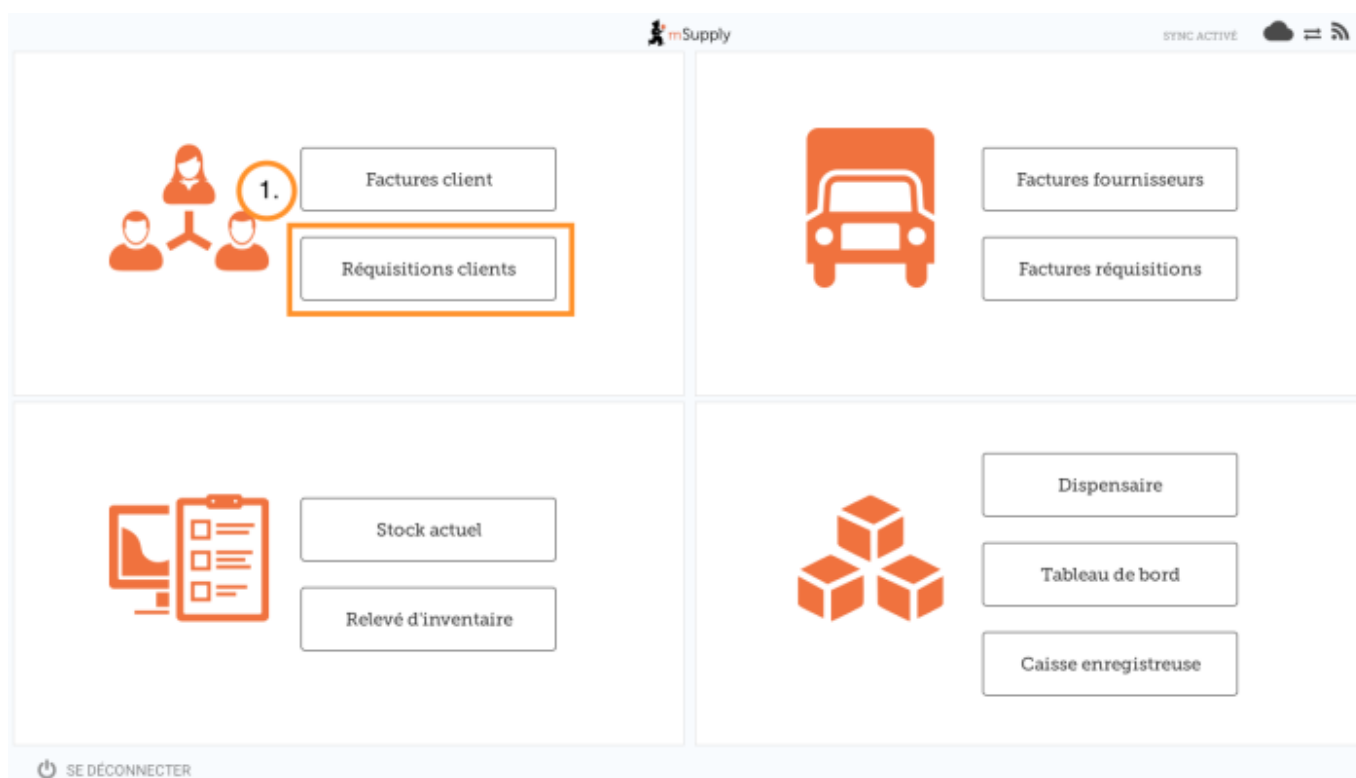 mSupply
SYNC ACTIVÉ
1.
Factures client
Réquisitions clients
Factures fournisseurs
Factures réquisitions
Stock actuel
Relevé d'inventaire
Dispensaire
Tableau de bord
Caisse enregistreuse
SE DÉCONNECTER